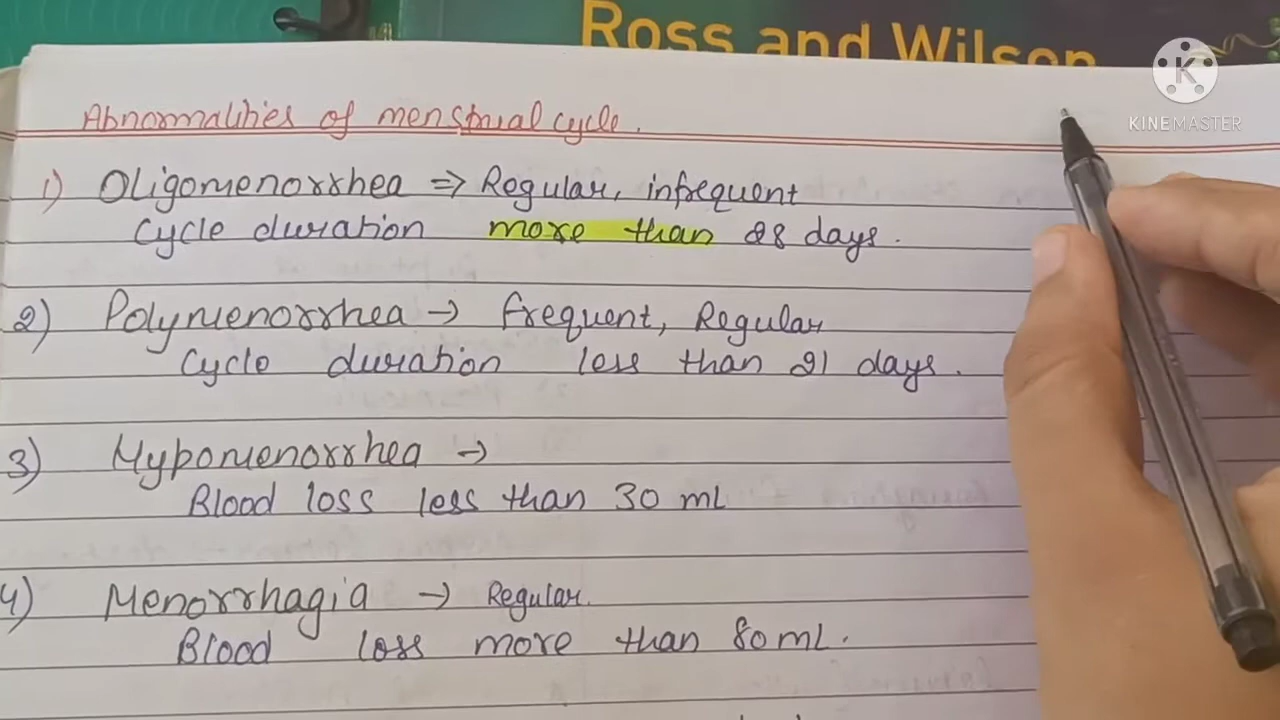 Ross and Wilson
KINEMASTER
Abnormalities of menstrual cycle.
1) Oligomenorrhea ⇒ Regular, infrequent
Cycle duration more than 28 days.
2) Polymenorrhea → frequent, Regular
Cycle duration less than 21 days.
3) Hypomenorrhea →
Blood loss less than 30 mL
4) Menorrhagia → Regular.
Blood loss more than 80 mL.